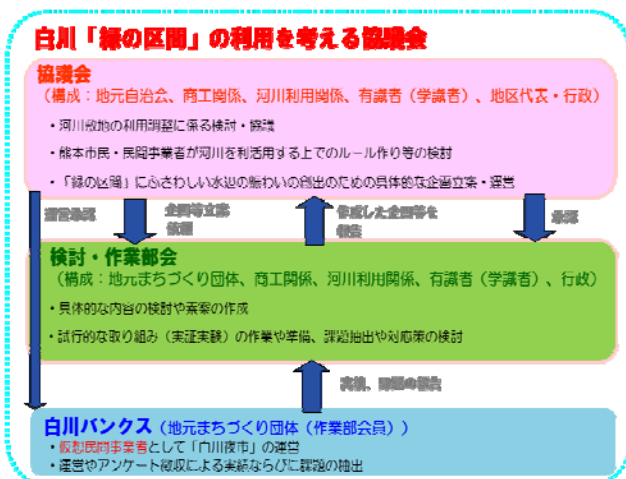 白川「緑の区間」の利用を考える協議会
協議会
（構成：地元自治会、商工関係、河川利用関係、有識者（学識者）、地区代表・行政）
・河川敷地の利用調整に係る検討・協議
・熊本市民・民間事業者が河川を利活用する上でのルール作り等の検討
・「緑の区間」にふさわしい水辺の賑わいの創出のための具体的な企画立案・運営
運営承認
企画等立案
依頼
作成した企画等を
報告
承認
検討・作業部会
（構成：地元まちづくり団体、商工関係、河川利用関係、有識者（学識者）、行政）
・具体的な内容の検討や素案の作成
・試行的な取り組み（実証実験）の作業や準備、課題抽出や対応策の検討
実績、課題の報告
白川バンクス（地元まちづくり団体（作業部会員））
・仮想民間事業者として「白川夜市」の運営
・運営やアンケート徴収による実績ならびに課題の抽出